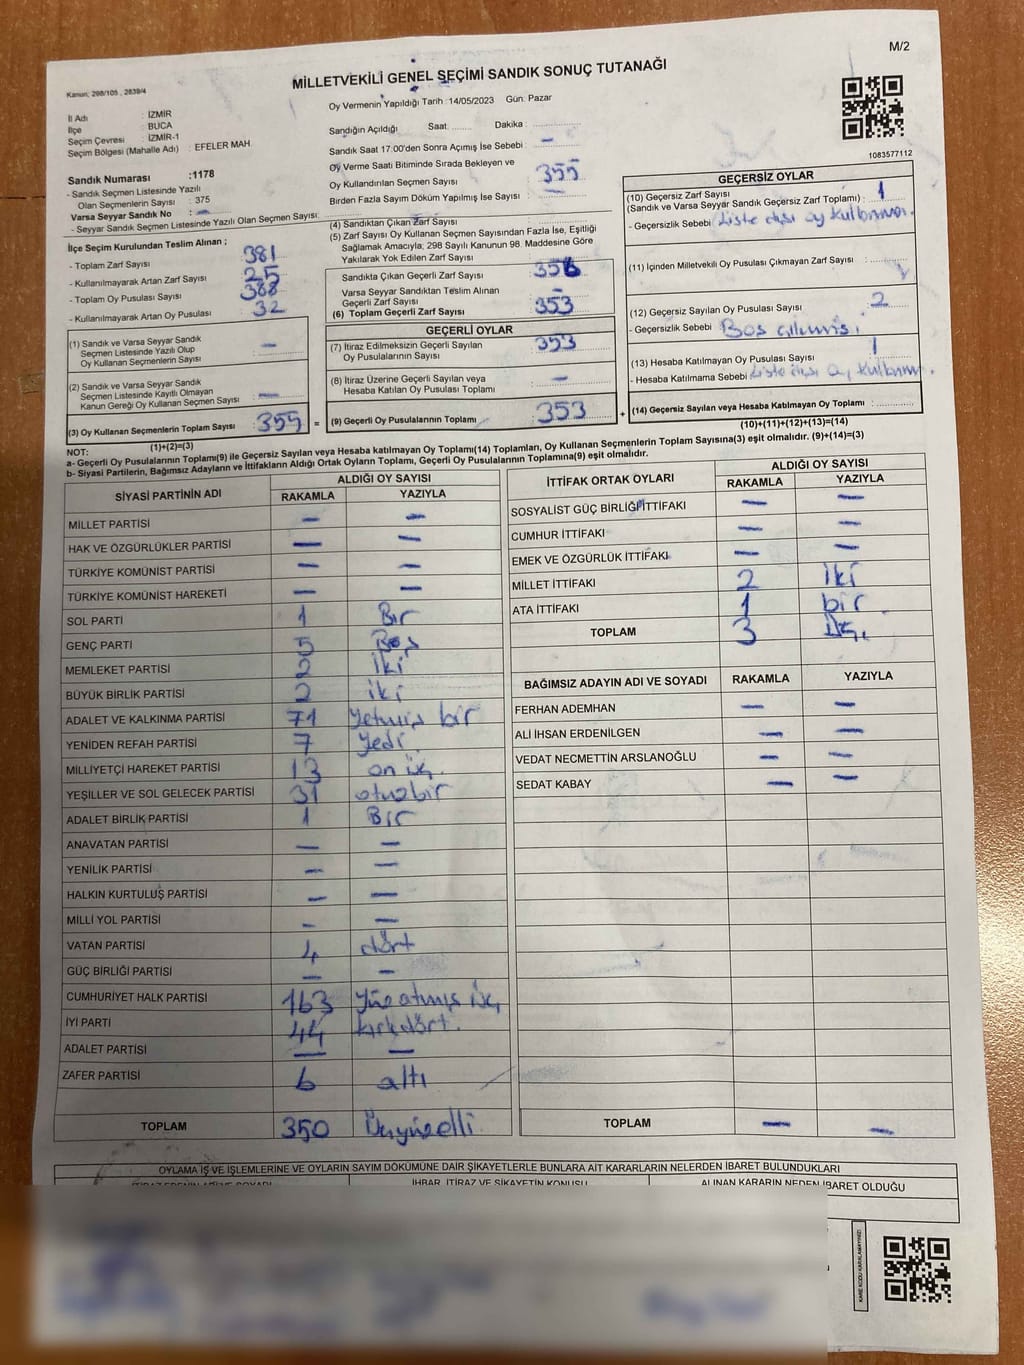 M/2
MİLLETVEKİLİ GENEL SEÇİMİ SANDIK SONUÇ TUTANAĞI
Kanun; 298/105 , 2839/4
İl Adı : İZMİR
İlçe : BUCA
Seçim Çevresi : İZMİR-1
Seçim Bölgesi (Mahalle Adı) : EFELER MAH.
Sandık Numarası :1178
- Sandık Seçmen Listesinde Yazılı
Olan Seçmenlerin Sayısı : 375
Varsa Seyyar Sandık No : —
- Seyyar Sandık Seçmen Listesinde Yazılı Olan Seçmen Sayısı:
Oy Vermenin Yapıldığı Tarih :14/05/2023 Gün: Pazar
Sandığın Açıldığı Saat: Dakika :
Sandık Saat 17:00'den Sonra Açımış İse Sebebi : —
Oy Verme Saati Bitiminde Sırada Bekleyen ve
Oy Kullandırılan Seçmen Sayısı : 355
Birden Fazla Sayım Döküm Yapılmış İse Sayısı : —
1083577112
İlçe Seçim Kurulundan Teslim Alınan ;
- Toplam Zarf Sayısı : 381
- Kullanılmayarak Artan Zarf Sayısı : 25
- Toplam Oy Pusulası Sayısı : 388
- Kullanılmayarak Artan Oy Pusulası : 32
(1) Sandık ve Varsa Seyyar Sandık
Seçmen Listesinde Yazılı Olup
Oy Kullanan Seçmenlerin Sayısı : —
(2) Sandık ve Varsa Seyyar Sandık
Seçmen Listesinde Kayıtlı Olmayan
Kanun Gereği Oy Kullanan Seçmen Sayısı : —
(3) Oy Kullanan Seçmenlerin Toplam Sayısı : 355
(1)+(2)=(3)
(4) Sandıktan Çıkan Zarf Sayısı :
(5) Zarf Sayısı Oy Kullanan Seçmen Sayısından Fazla İse, Eşitliği
Sağlamak Amacıyla; 298 Sayılı Kanunun 98. Maddesine Göre
Yakılarak Yok Edilen Zarf Sayısı :
Sandıkta Çıkan Geçerli Zarf Sayısı :
Varsa Seyyar Sandıktan Teslim Alınan
Geçerli Zarf Sayısı : —
(6) Toplam Geçerli Zarf Sayısı : 353
GEÇERLİ OYLAR
(7) İtiraz Edilmeksizin Geçerli Sayılan
Oy Pusulalarının Sayısı : 353
(8) İtiraz Üzerine Geçerli Sayılan veya
Hesaba Katılan Oy Pusulası Toplamı : —
(9) Geçerli Oy Pusulalarının Toplamı : 353
GEÇERSİZ OYLAR
(10) Geçersiz Zarf Sayısı
(Sandık ve Varsa Seyyar Sandık Geçersiz Zarf Toplamı) : 1
- Geçersizlik Sebebi : Liste dışı oy kullanması.
(11) İçinden Milletvekili Oy Pusulası Çıkmayan Zarf Sayısı :
(12) Geçersiz Sayılan Oy Pusulası Sayısı : 2
- Geçersizlik Sebebi : Boş
(13) Hesaba Katılmayan Oy Pusulası Sayısı : 1
- Hesaba Katılmama Sebebi : Liste dışı oy
(14) Geçersiz Sayılan veya Hesaba Katılmayan Oy Toplamı :
(10)+(11)+(12)+(13)=(14)
NOT:
a- Geçerli Oy Pusulalarının Toplamı(9) ile Geçersiz Sayılan veya Hesaba katılmayan Oy Toplamı(14) Toplamları, Oy Kullanan Seçmenlerin Toplam Sayısına(3) eşit olmalıdır. (9)+(14)=(3)
b- Siyasi Partilerin, Bağımsız Adayların ve İttifakların Aldığı Ortak Oyların Toplamı, Geçerli Oy Pusulalarının Toplamına(9) eşit olmalıdır.
SİYASİ PARTİNİN ADI ALDIĞI OY SAYISI
RAKAMLA YAZIYLA
MİLLET PARTİSİ — —
HAK VE ÖZGÜRLÜKLER PARTİSİ — —
TÜRKİYE KOMÜNİST PARTİSİ — —
TÜRKİYE KOMÜNİST HAREKETİ — —
SOL PARTİ 1 Bir
GENÇ PARTİ 5 Beş
MEMLEKET PARTİSİ 2 iki
BÜYÜK BİRLİK PARTİSİ 2 iki
ADALET VE KALKINMA PARTİSİ 71 Yetmiş bir
YENİDEN REFAH PARTİSİ 7 Yedi
MİLLİYETÇİ HAREKET PARTİSİ 13 on üç
YEŞİLLER VE SOL GELECEK PARTİSİ 31 otuzbir
ADALET BİRLİK PARTİSİ 1 Bir
ANAVATAN PARTİSİ — —
YENİLİK PARTİSİ — —
HALKIN KURTULUŞ PARTİSİ — —
MİLLİ YOL PARTİSİ — —
VATAN PARTİSİ 4 dört
GÜÇ BİRLİĞİ PARTİSİ — —
CUMHURİYET HALK PARTİSİ 163 Yüzatmış üç
İYİ PARTİ 44 kırkdört.
ADALET PARTİSİ — —
ZAFER PARTİSİ 6 altı
TOPLAM 350 Üçyüzelli
İTTİFAK ORTAK OYLARI ALDIĞI OY SAYISI
RAKAMLA YAZIYLA
SOSYALİST GÜÇ BİRLİĞİ İTTİFAKI — —
CUMHUR İTTİFAKI — —
EMEK VE ÖZGÜRLÜK İTTİFAKI — —
MİLLET İTTİFAKI 2 iki
ATA İTTİFAKI 1 bir
TOPLAM 3 Üç
BAĞIMSIZ ADAYIN ADI VE SOYADI RAKAMLA YAZIYLA
FERHAN ADEMHAN — —
ALİ İHSAN ERDENİLGEN — —
VEDAT NECMETTİN ARSLANOĞLU — —
SEDAT KABAY — —
TOPLAM — —
OYLAMA İŞ VE İŞLEMLERİNE VE OYLARIN SAYIM DÖKÜMÜNE DAİR ŞİKAYETLERLE BUNLARA AİT KARARLARIN NELERDEN İBARET BULUNDUKLARI
İHBAR, İTİRAZ VE ŞİKAYETİN KONUSU ALINAN KARARIN NEDEN İBARET OLDUĞU